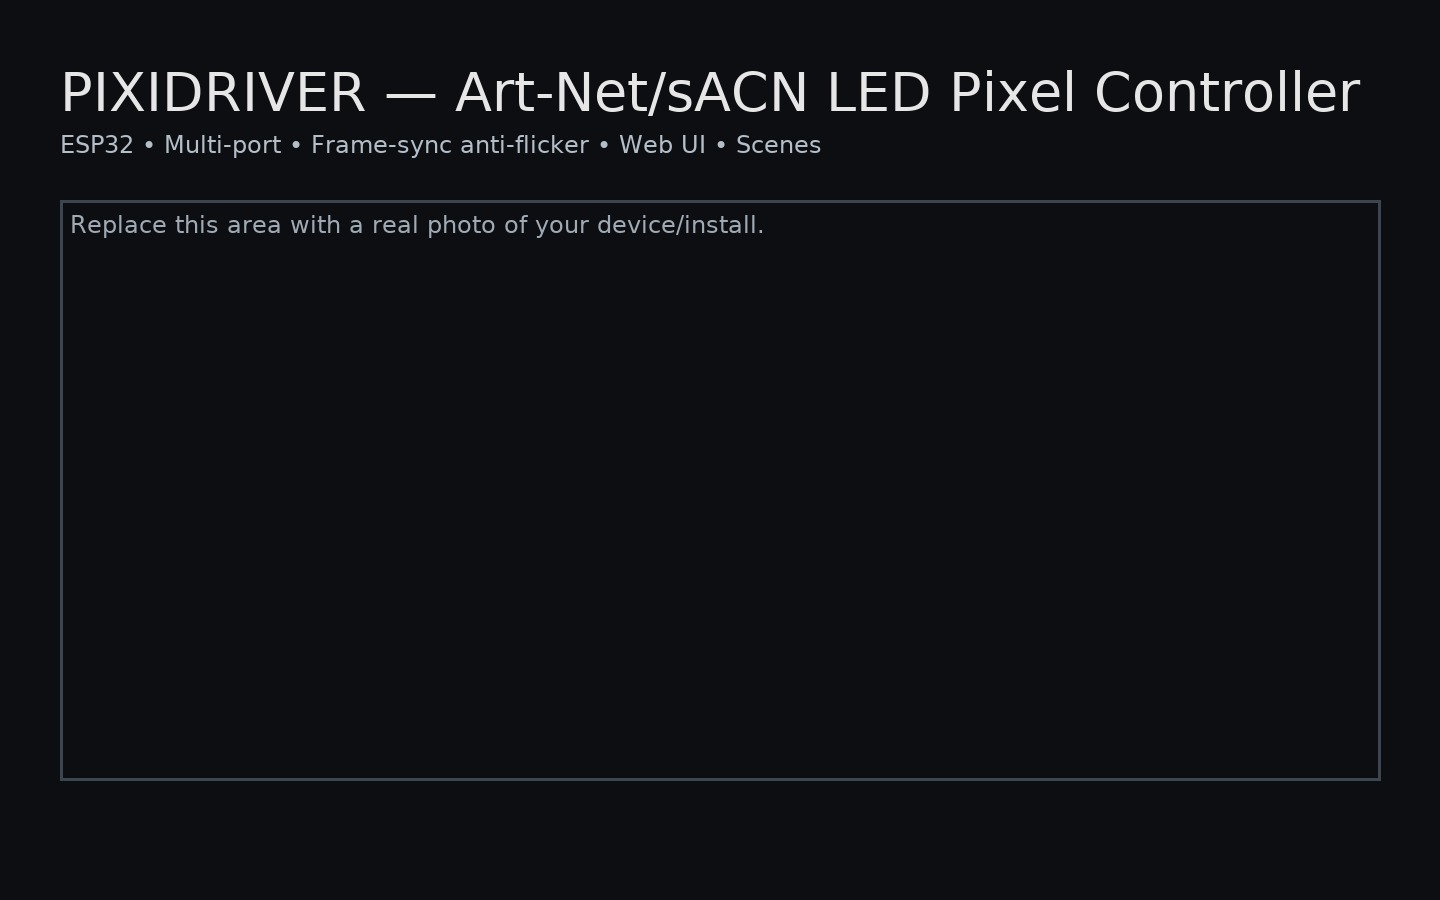 PIXIDRIVER — Art-Net/sACN LED Pixel Controller
ESP32 • Multi-port • Frame-sync anti-flicker • Web UI • Scenes
Replace this area with a real photo of your device/install.